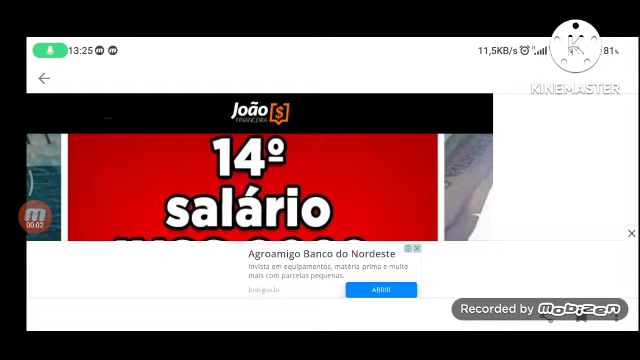 13:25
11,5KB/s
81%
KINEMASTER
João
FINANCEIRA
14º
salário
00:02
Agroamigo Banco do Nordeste
Invista em equipamentos, matéria prima e muito
mais com parcelas pequenas.
bnb.gov.br
ABRIR
Recorded by MOBIZEN